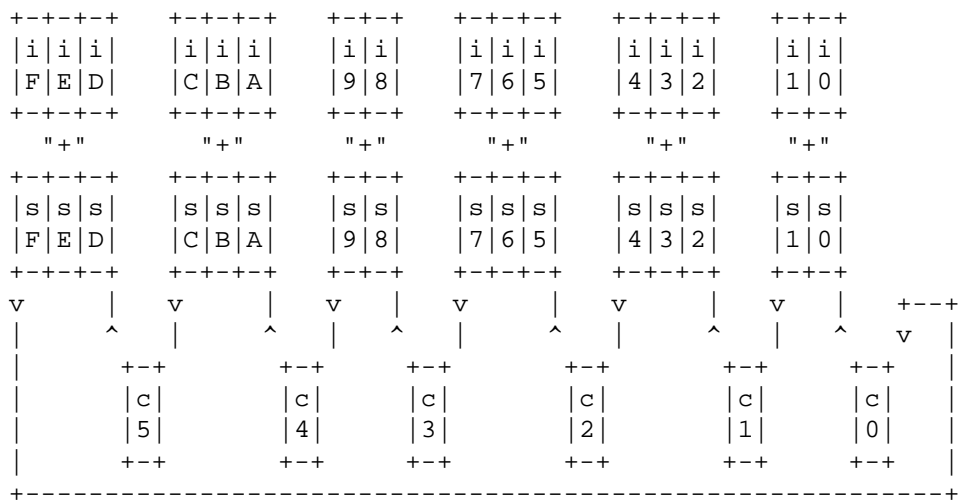 +-+-+-+   +-+-+-+   +-+-+   +-+-+-+   +-+-+-+   +-+-+
|i|i|i|   |i|i|i|   |i|i|   |i|i|i|   |i|i|i|   |i|i|
|F|E|D|   |C|B|A|   |9|8|   |7|6|5|   |4|3|2|   |1|0|
+-+-+-+   +-+-+-+   +-+-+   +-+-+-+   +-+-+-+   +-+-+
  "+"       "+"      "+"      "+"       "+"      "+"
+-+-+-+   +-+-+-+   +-+-+   +-+-+-+   +-+-+-+   +-+-+
|s|s|s|   |s|s|s|   |s|s|   |s|s|s|   |s|s|s|   |s|s|
|F|E|D|   |C|B|A|   |9|8|   |7|6|5|   |4|3|2|   |1|0|
+-+-+-+   +-+-+-+   +-+-+   +-+-+-+   +-+-+-+   +-+-+
v     |   v     |   v   |   v     |   v     |   v   |   +--+
|     ^   |     ^   |   ^   |     ^   |     ^   |   ^   v  |
|      +-+       +-+     +-+       +-+       +-+     +-+   |
|      |c|       |c|     |c|       |c|       |c|     |c|   |
|      |5|       |4|     |3|       |2|       |1|     |0|   |
|      +-+       +-+     +-+       +-+       +-+     +-+   |
+----------------------------------------------------------+